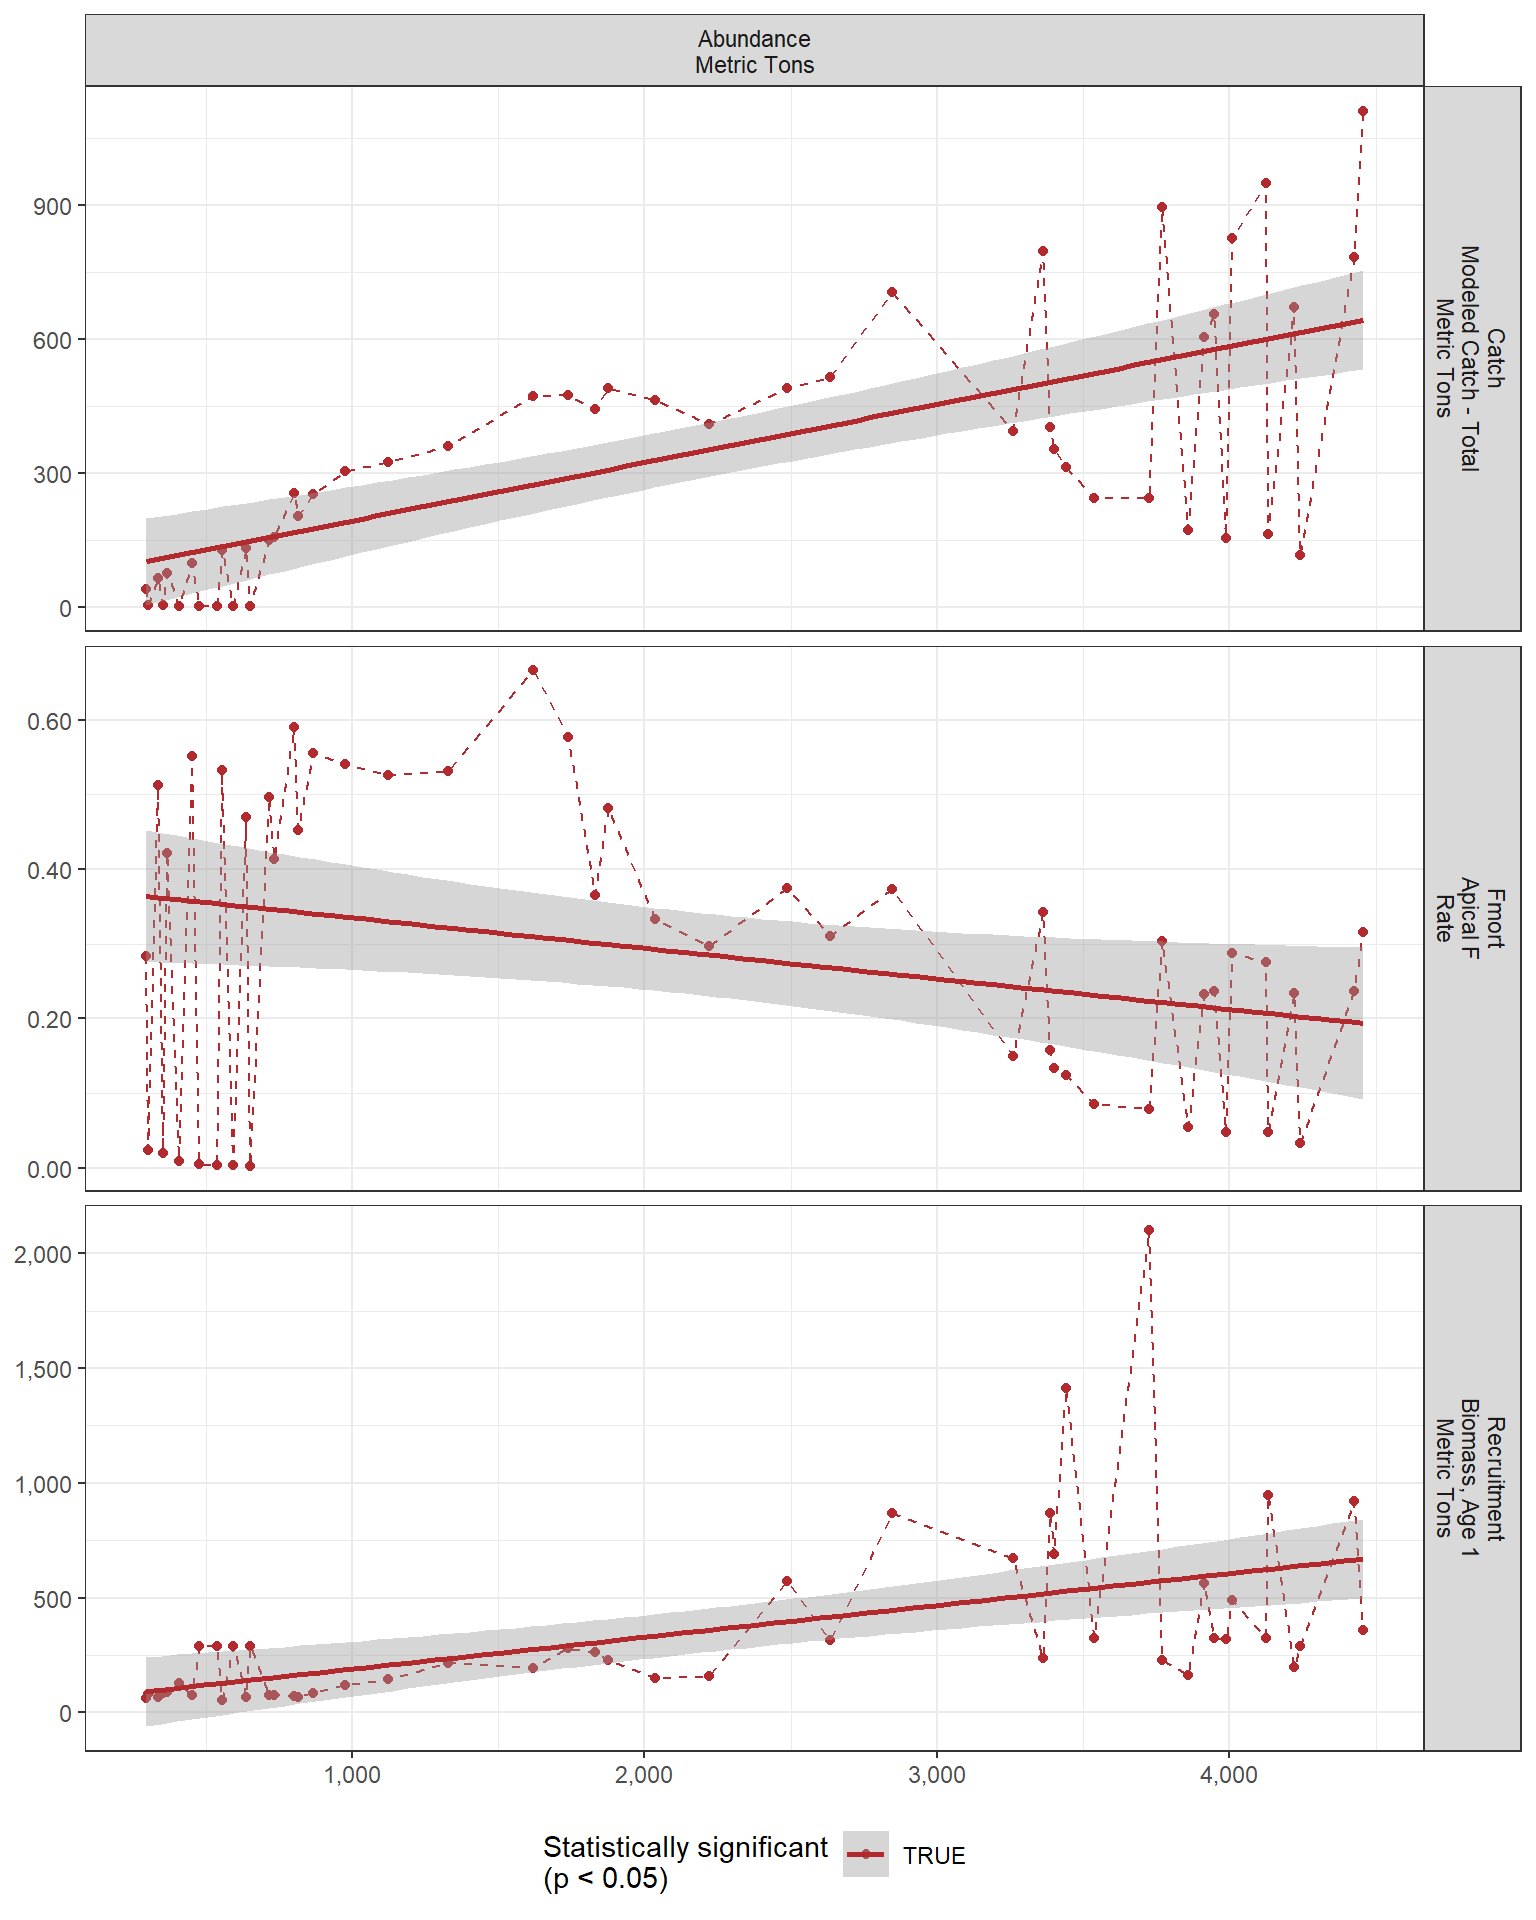 Abundance
Metric Tons
900
600
300
0
Catch
Modeled Catch - Total
Metric Tons
0.60
0.40
0.20
0.00
Fmort
Apical F
Rate
2,000
1,500
1,000
500
0
Recruitment
Biomass, Age 1
Metric Tons
1,000
2,000
3,000
4,000
Statistically significant
(p < 0.05)
TRUE